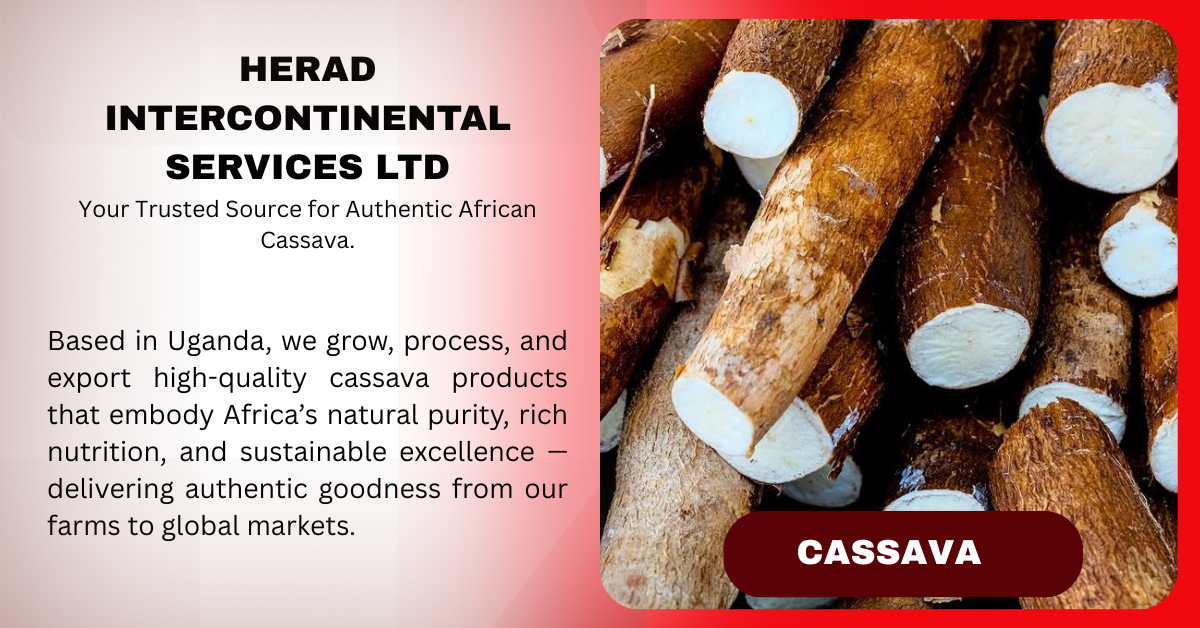 HERAD
INTERCONTINENTAL
SERVICES LTD
Your Trusted Source for Authentic African
Cassava.
Based in Uganda, we grow, process, and
export high-quality cassava products
that embody Africa’s natural purity, rich
nutrition, and sustainable excellence —
delivering authentic goodness from our
farms to global markets.
CASSAVA